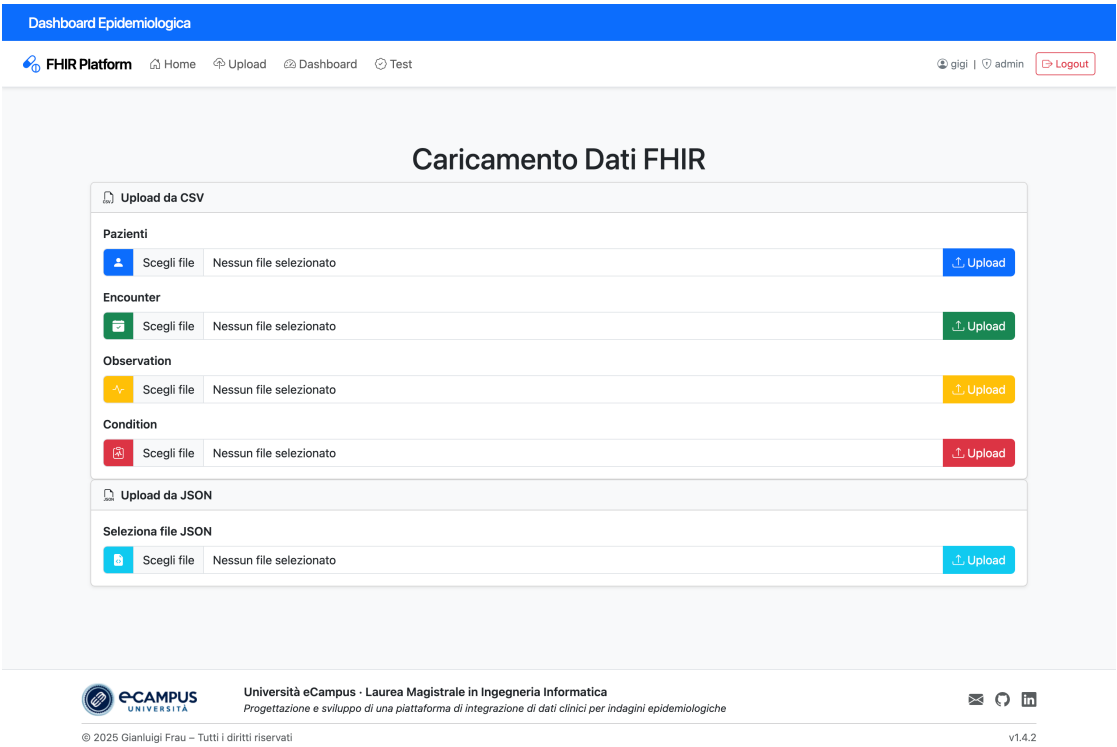 Dashboard Epidemiologica
FHIR Platform Home Upload Dashboard Test gigi | admin Logout
Caricamento Dati FHIR
Upload da CSV
Pazienti
Scegli file Nessun file selezionato Upload
Encounter
Scegli file Nessun file selezionato Upload
Observation
Scegli file Nessun file selezionato Upload
Condition
Scegli file Nessun file selezionato Upload
Upload da JSON
Seleziona file JSON
Scegli file Nessun file selezionato Upload
eCAMPUS
UNIVERSITÀ
Università eCampus · Laurea Magistrale in Ingegneria Informatica
Progettazione e sviluppo di una piattaforma di integrazione di dati clinici per indagini epidemiologiche
© 2025 Gianluigi Frau – Tutti i diritti riservati v1.4.2